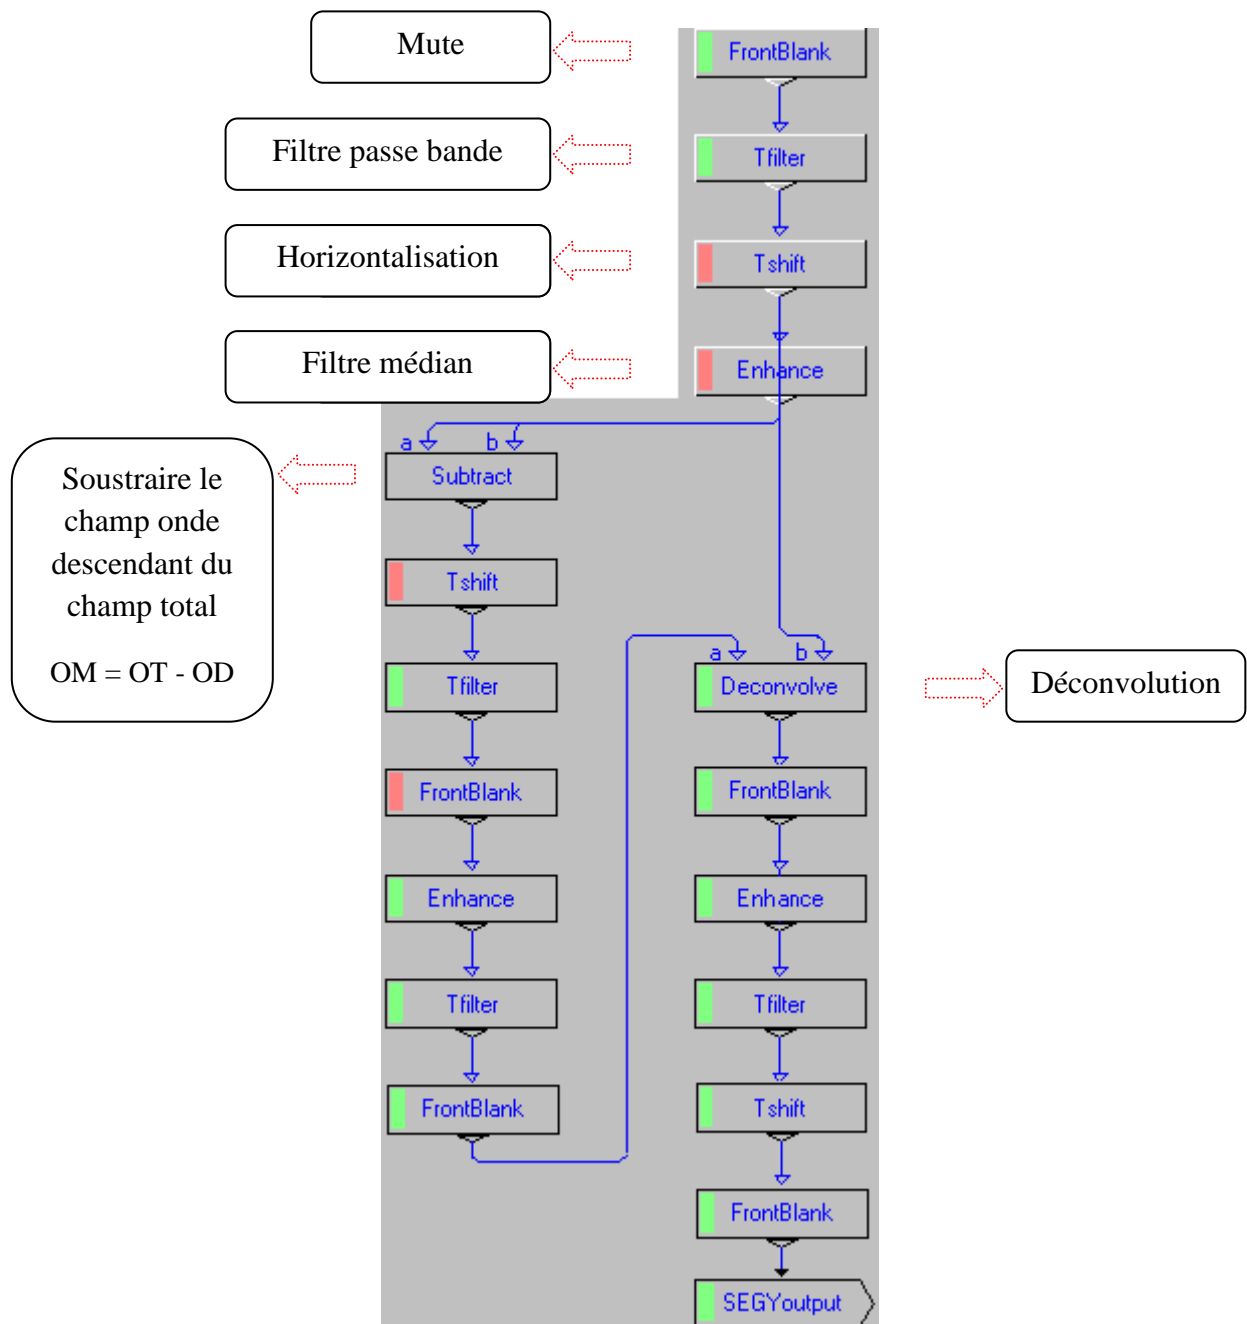 Mute
FrontBlank
Filtre passe bande
Tfilter
Horizontalisation
Tshift
Filtre médian
Enhance
a b
Subtract
Soustraire le
champ onde
descendant du
champ total
OM = OT - OD
Tshift
Tfilter
FrontBlank
Enhance
Tfilter
FrontBlank
a b
Deconvolve
Déconvolution
FrontBlank
Enhance
Tfilter
Tshift
FrontBlank
SEGYoutput